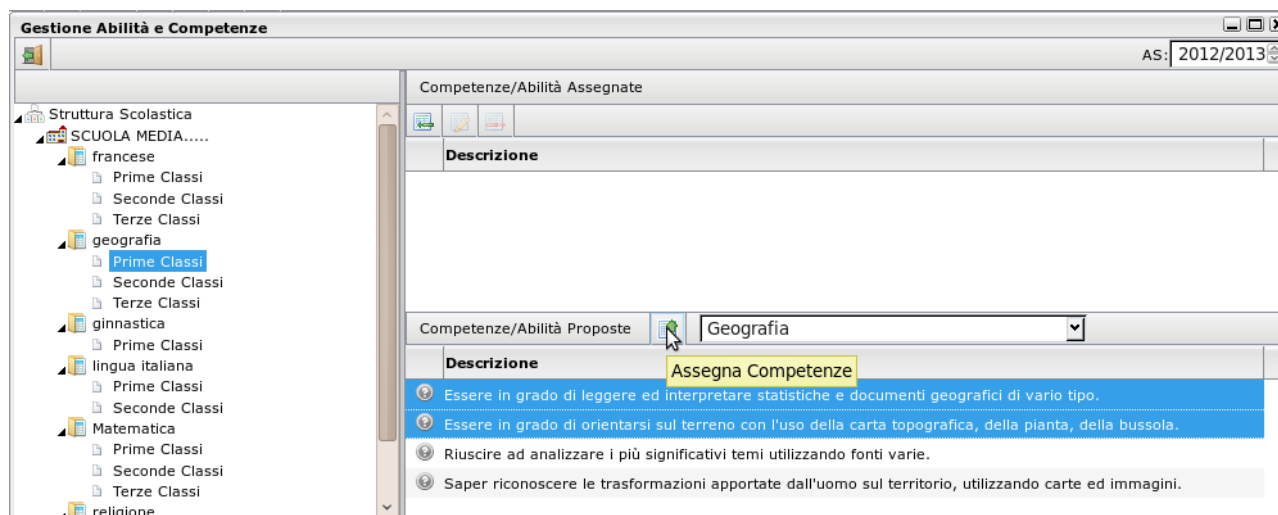 Gestione Abilità e Competenze
AS: 2012/2013
Competenze/Abilità Assegnate
Struttura Scolastica
SCUOLA MEDIA.....
francese
Prime Classi
Seconde Classi
Terze Classi
geografia
Prime Classi
Seconde Classi
Terze Classi
ginnastica
Prime Classi
lingua italiana
Prime Classi
Seconde Classi
Matematica
Prime Classi
Seconde Classi
Terze Classi
religione
Descrizione
Competenze/Abilità Proposte
Geografia
Descrizione
Assegna Competenze
Essere in grado di leggere ed interpretare statistiche e documenti geografici di vario tipo.
Essere in grado di orientarsi sul terreno con l'uso della carta topografica, della pianta, della bussola.
Riuscire ad analizzare i più significativi temi utilizzando fonti varie.
Saper riconoscere le trasformazioni apportate dall'uomo sul territorio, utilizzando carte ed immagini.